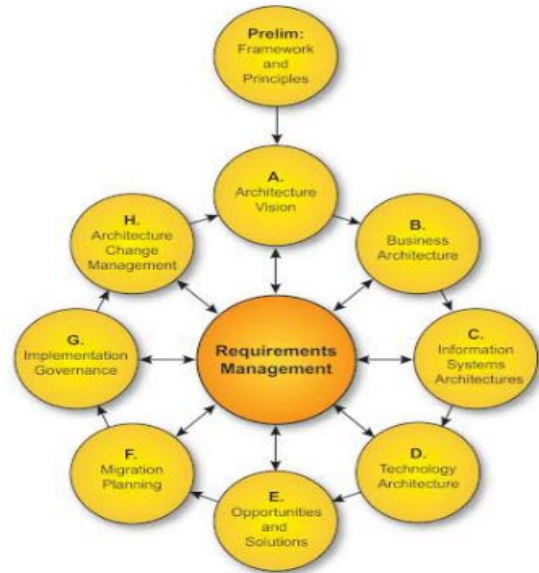 Prelim:
Framework
and
Principles
A.
Architecture
Vision
B.
Business
Architecture
C.
Information
Systems
Architectures
D.
Technology
Architecture
E.
Opportunities
and
Solutions
F.
Migration
Planning
G.
Implementation
Governance
H.
Architecture
Change
Management
Requirements
Management